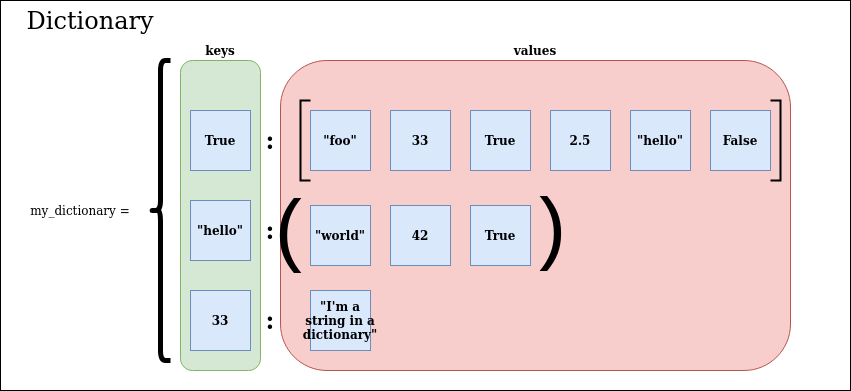 Dictionary
keys
values
True : [ "foo" 33 True 2.5 "hello" False ]
my_dictionary = {
"hello" : ( "world" 42 True )
33 : "I'm a
string in a
dictionary"